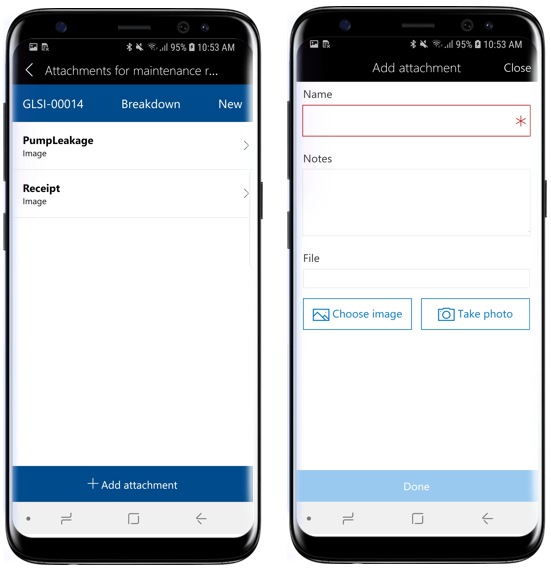 95% 10:53 AM
Attachments for maintenance r...
GLSI-00014 Breakdown New
PumpLeakage
Image
Receipt
Image
Add attachment
95% 10:53 AM
Add attachment Close
Name
*
Notes
File
Choose image Take photo
Done